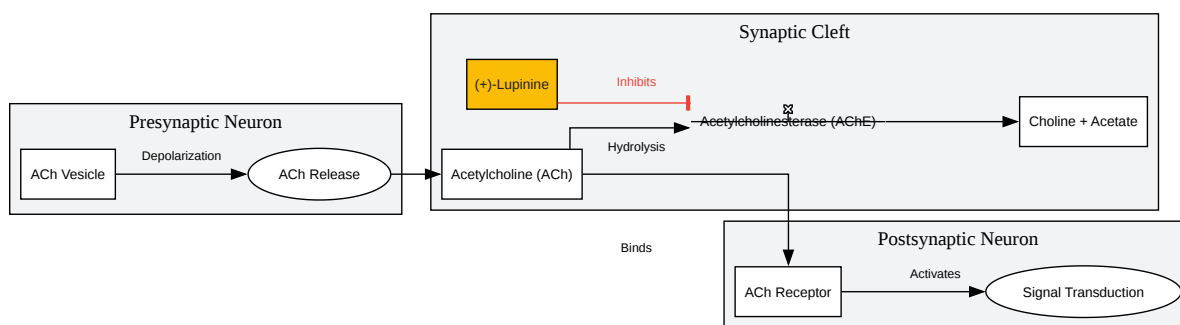 Synaptic Cleft
(+)-Lupinine
Inhibits
Presynaptic Neuron
Acetylcholinesterase (AChE)
Choline + Acetate
Depolarization
Hydrolysis
ACh Vesicle
ACh Release
Acetylcholine (ACh)
Binds
Postsynaptic Neuron
Activates
ACh Receptor
Signal Transduction